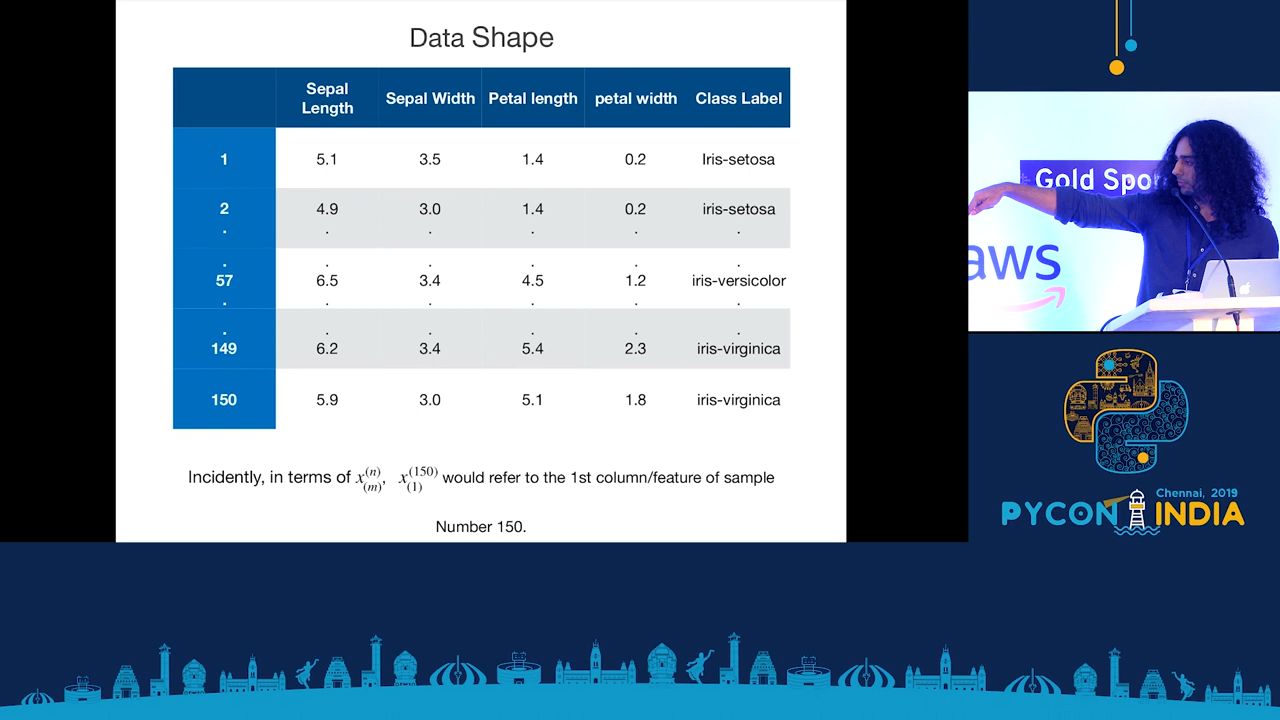 Data Shape
Sepal Length Sepal Width Petal length petal width Class Label
1 5.1 3.5 1.4 0.2 Iris-setosa
2 4.9 3.0 1.4 0.2 iris-setosa
. . . . . .
. . . . . .
57 6.5 3.4 4.5 1.2 iris-versicolor
. . . . . .
. . . . . .
149 6.2 3.4 5.4 2.3 iris-virginica
150 5.9 3.0 5.1 1.8 iris-virginica
Incidently, in terms of x_{(m)}^{(n)}, x_{(1)}^{(150)} would refer to the 1st column/feature of sample
Number 150.
Gold Spo
aws
Chennai, 2019
PYCON INDIA